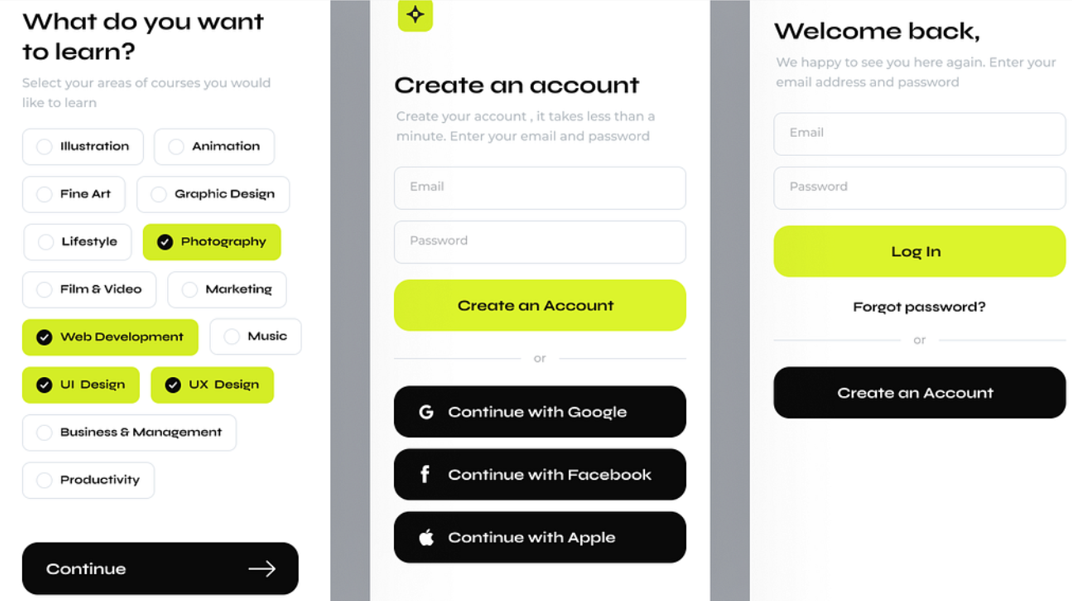 What do you want
to learn?
Select your areas of courses you would
like to learn
Illustration
Animation
Fine Art
Graphic Design
Lifestyle
Photography
Film & Video
Marketing
Web Development
Music
UI Design
UX Design
Business & Management
Productivity
Continue
Create an account
Create your account , it takes less than a
minute. Enter your email and password
Email
Password
Create an Account
or
Continue with Google
Continue with Facebook
Continue with Apple
Welcome back,
We happy to see you here again. Enter your
email address and password
Email
Password
Log In
Forgot password?
or
Create an Account